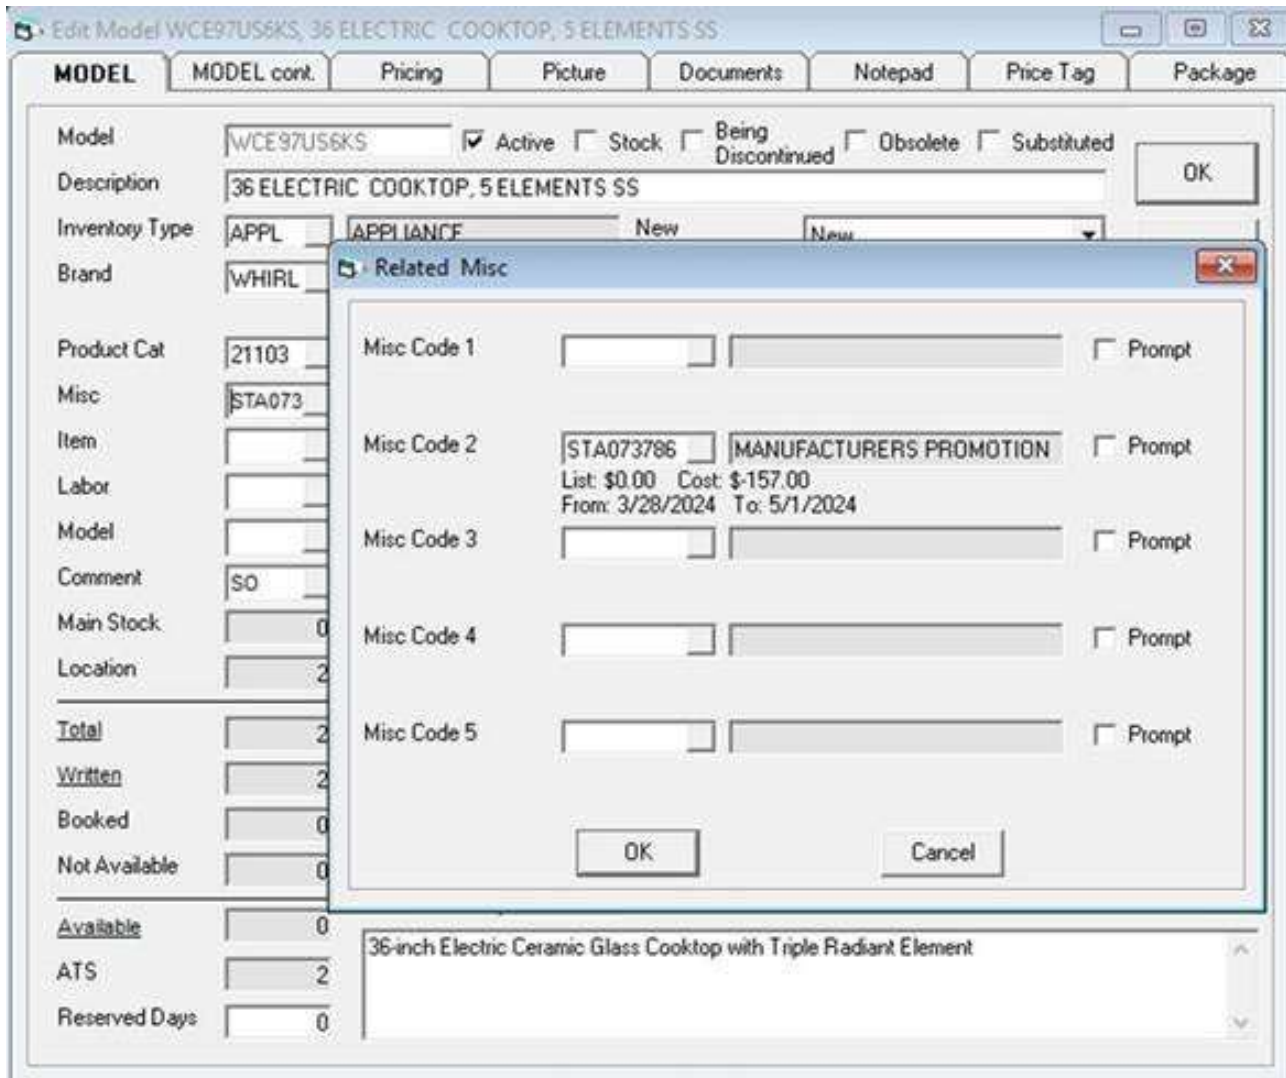 Edit Model WCE97US6KS, 36 ELECTRIC COOKTOP, 5 ELEMENTS SS
MODEL MODEL cont. Pricing Picture Documents Notepad Price Tag Package
Model WCE97US6KS Active Stock Being Discontinued Obsolete Substituted
OK
Description 36 ELECTRIC COOKTOP, 5 ELEMENTS SS
Inventory Type APPL APPLIANCE New New
Brand WHIRL
Product Cat 21103
Misc STA073
Item
Labor
Model
Comment SO
Main Stock 0
Location 2
Total 2
Written 2
Booked 0
Not Available 0
Available 0
ATS 2
Reserved Days 0
Related Misc
Misc Code 1 Prompt
Misc Code 2 STA073786 MANUFACTURERS PROMOTION Prompt
List: $0.00 Cost: $-157.00
From: 3/28/2024 To: 5/1/2024
Misc Code 3 Prompt
Misc Code 4 Prompt
Misc Code 5 Prompt
OK Cancel
36-inch Electric Ceramic Glass Cooktop with Triple Radiant Element